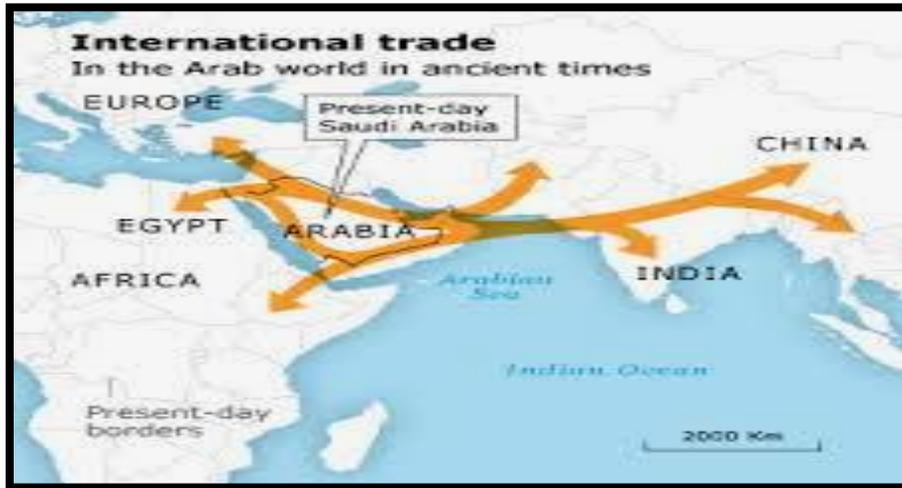 International trade
In the Arab world in ancient times
EUROPE
Present-day
Saudi Arabia
CHINA
EGYPT
ARABIA
AFRICA
Arabian
Sea
INDIA
Indian Ocean
Present-day
borders
2000 Km